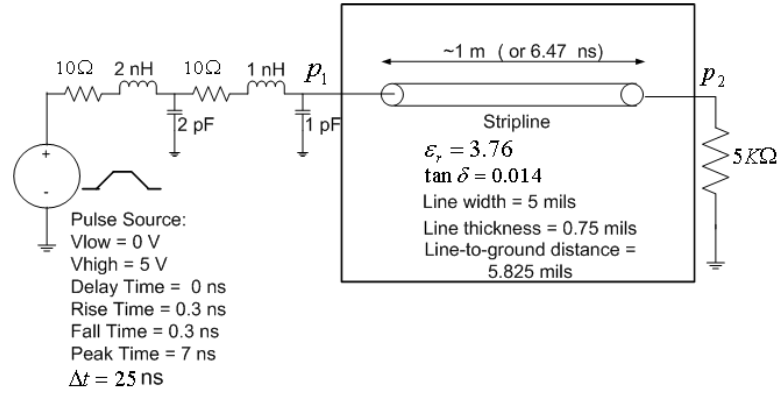 ~1 m ( or 6.47 ns)
10Ω 2 nH 10Ω 1 nH p₁
p₂
2 pF
1 pF
Stripline
εᵣ = 3.76
tan δ = 0.014
Line width = 5 mils
Line thickness = 0.75 mils
Line-to-ground distance =
5.825 mils
5KΩ
+
-
Pulse Source:
Vlow = 0 V
Vhigh = 5 V
Delay Time = 0 ns
Rise Time = 0.3 ns
Fall Time = 0.3 ns
Peak Time = 7 ns
Δt = 25 ns